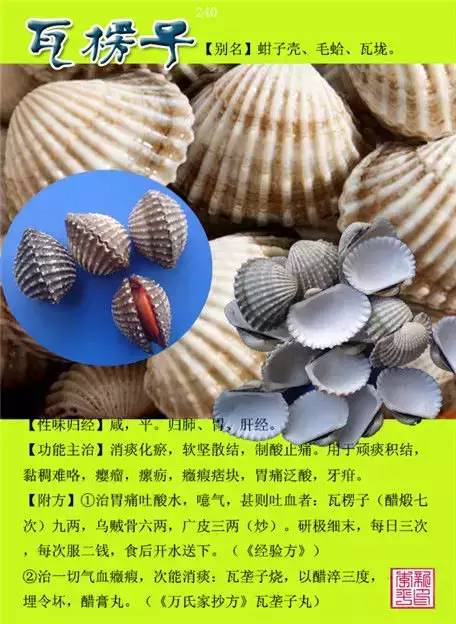 240
瓦楞子
【别名】蚶子壳、毛蛤、瓦垅。
【性味归经】咸，平。归肺、胃、肝经。
【功能主治】消痰化瘀，软坚散结，制酸止痛。用于顽痰积结，
黏稠难咯，瘿瘤，瘰疬，癥瘕痞块，胃痛泛酸，牙疳。
【附方】①治胃痛吐酸水，噫气，甚则吐血者：瓦楞子（醋煅七
次）九两，乌贼骨六两，广皮三两（炒）。研极细末，每日三次
，每次服二钱，食后开水送下。（《经验方》）
②治一切气血癥瘕，次能消痰：瓦垄子烧，以醋淬三度，
埋令坏，醋膏丸。（《万氏家抄方》瓦垄子丸）